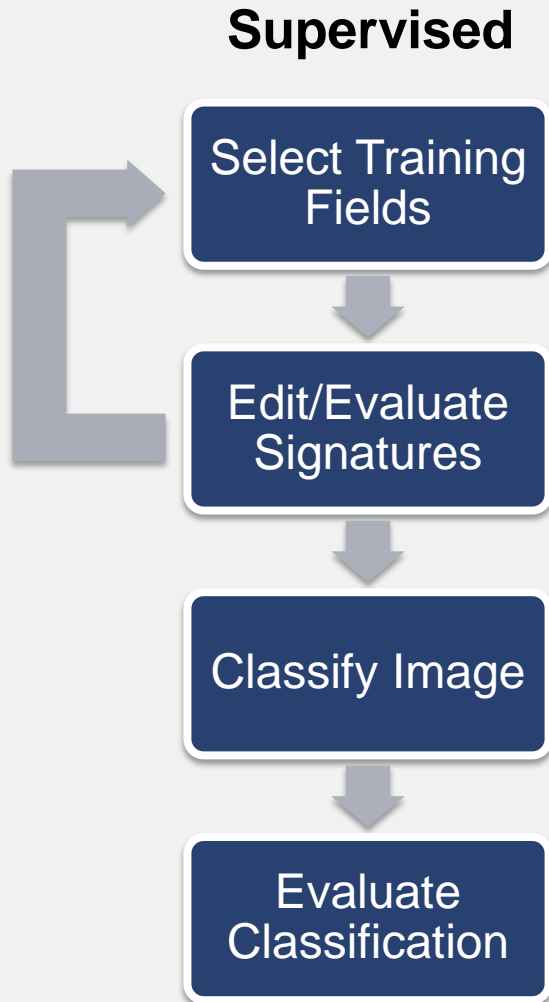 Supervised
Select Training
Fields
Edit/Evaluate
Signatures
Classify Image
Evaluate
Classification